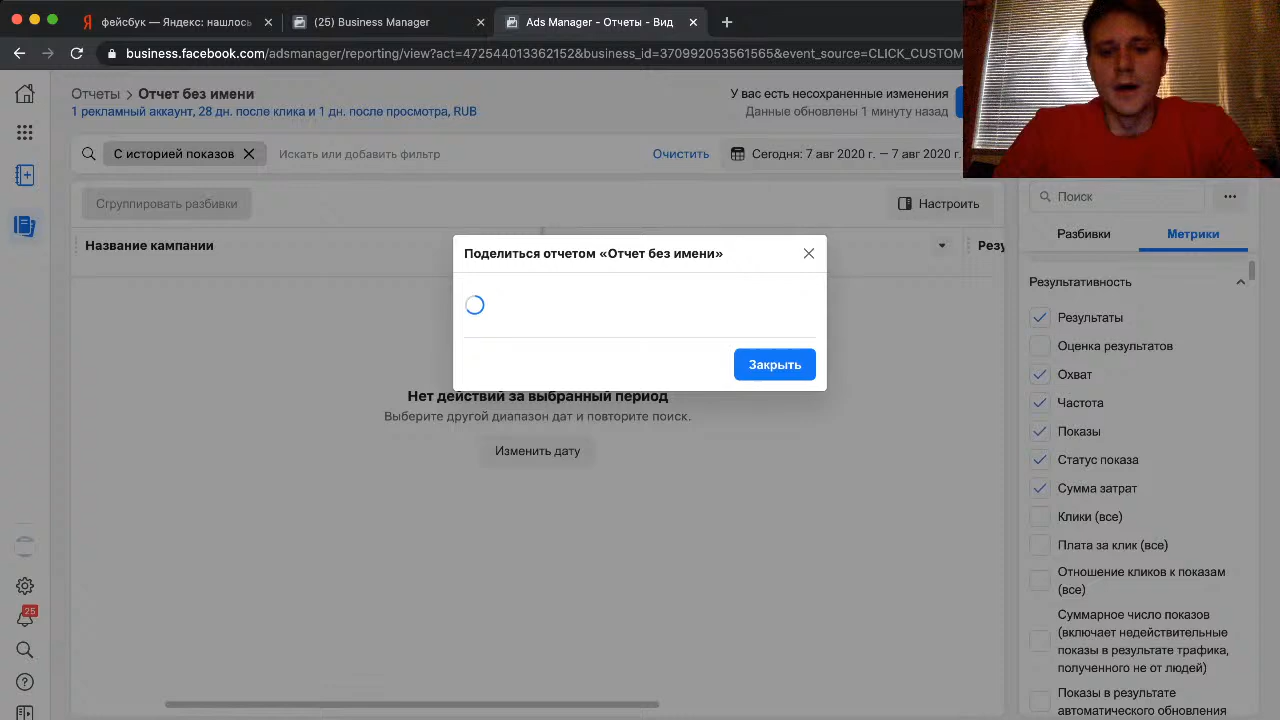 фейсбук — Яндекс: нашлось
(25) Business Manager
Ads Manager - Отчеты - Вид
business.facebook.com/adsmanager/reporting/view?act=
&business_id=370992053561565&event_source=CLICK_CUSTOM
Отчеты > Отчет без имени
1 рекламный аккаунт, 28 дн. после клика и 1 дн. после просмотра, RUB
У вас есть несохраненные изменения
Данные обновлены 1 минуту назад
С историей показов
Искать или добавить фильтр
Очистить
Сегодня: 7 авг 2020 г. — 7 авг 2020 г.
Сгруппировать разбивки
Настроить
Название кампании
Резу
Поделиться отчетом «Отчет без имени»
Закрыть
Нет действий за выбранный период
Выберите другой диапазон дат и повторите поиск.
Изменить дату
Поиск
Разбивки
Метрики
Результативность
Результаты
Оценка результатов
Охват
Частота
Показы
Статус показа
Сумма затрат
Клики (все)
Плата за клик (все)
Отношение кликов к показам
(все)
Суммарное число показов
(включает недействительные
показы в результате трафика,
полученного не от людей)
Показы в результате
автоматического обновления
25